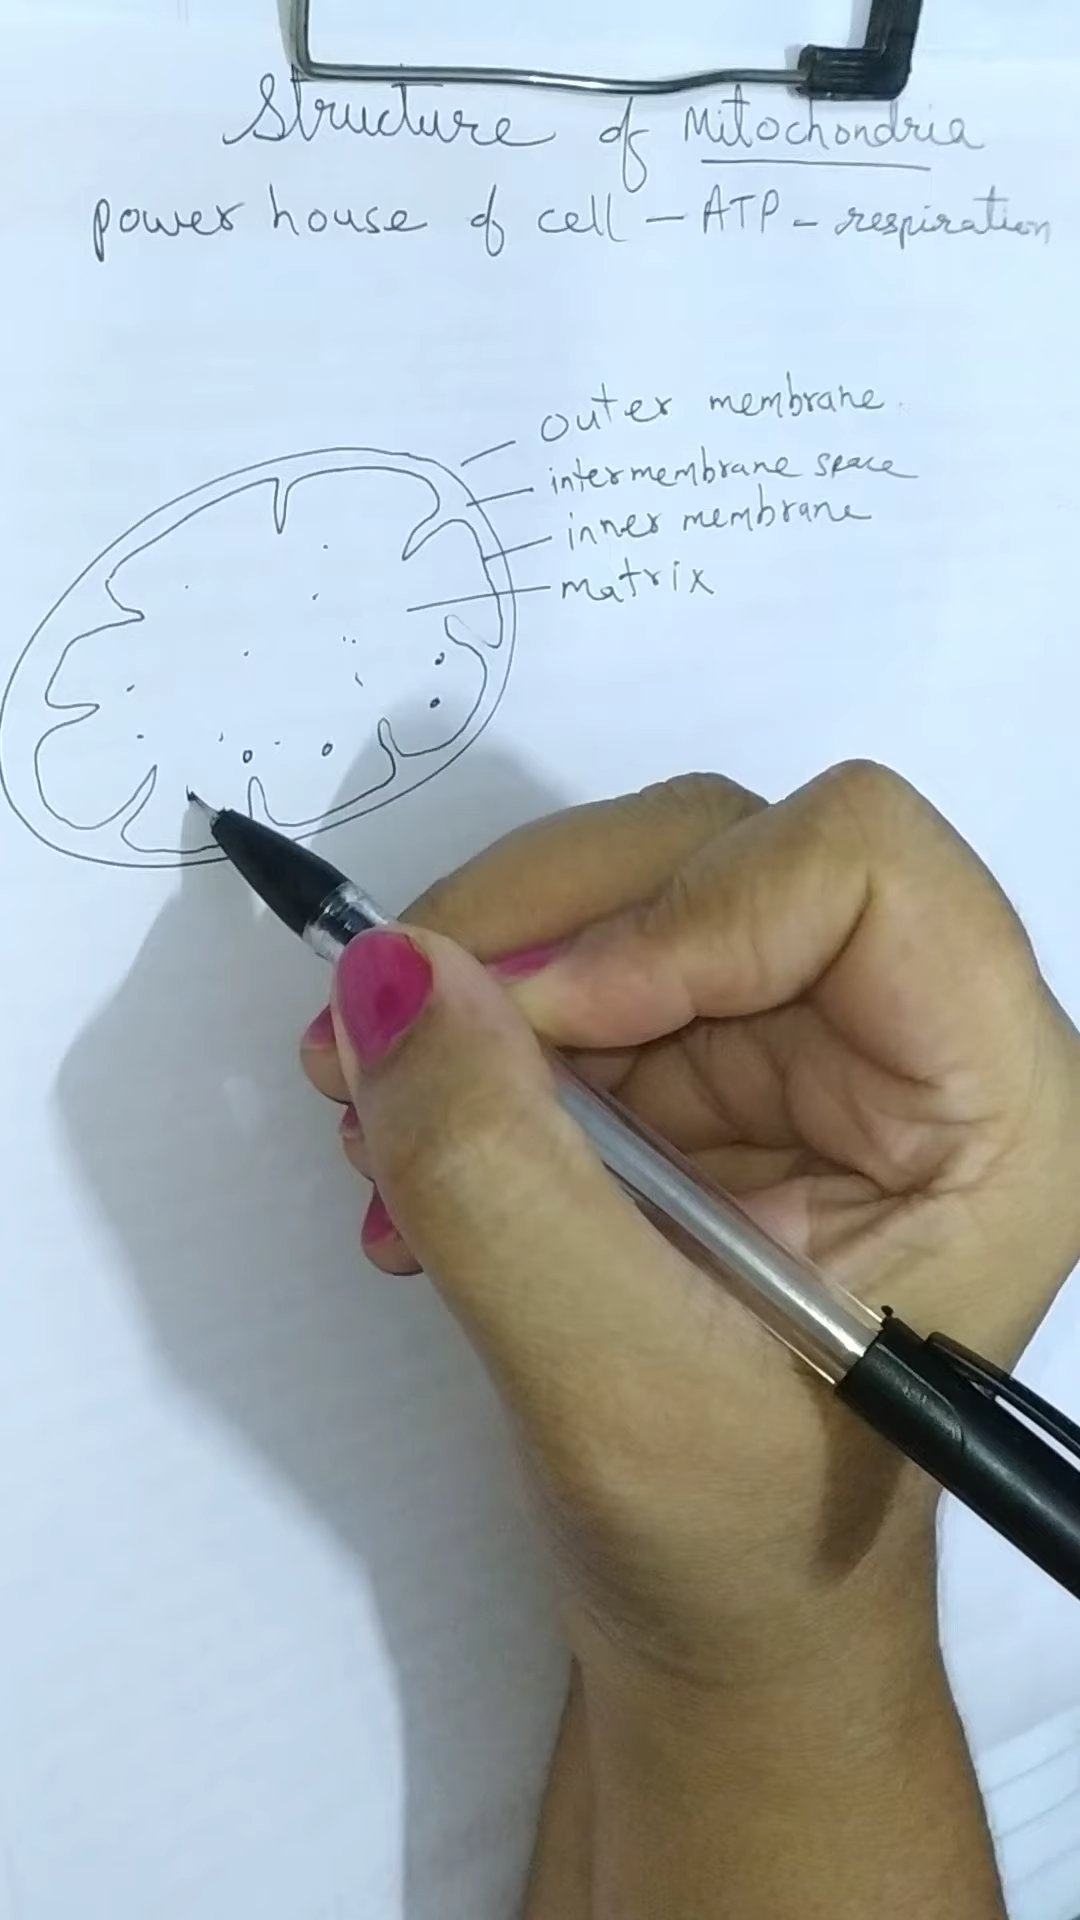 Structure of Mitochondria
power house of cell - ATP - respiration
outer membrane
intermembrane space
inner membrane
matrix